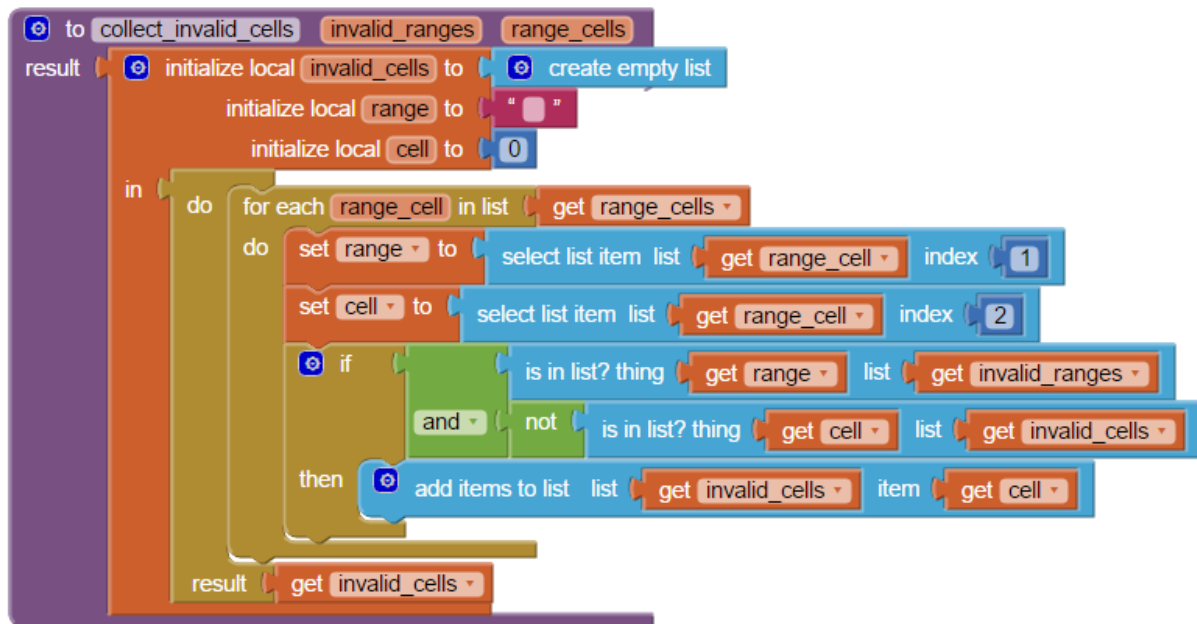 to collect_invalid_cells invalid_ranges range_cells
result initialize local invalid_cells to create empty list
initialize local range to " "
initialize local cell to 0
in do for each range_cell in list get range_cells
do set range to select list item list get range_cell index 1
set cell to select list item list get range_cell index 2
if is in list? thing get range list get invalid_ranges
and not is in list? thing get cell list get invalid_cells
then add items to list list get invalid_cells item get cell
result get invalid_cells